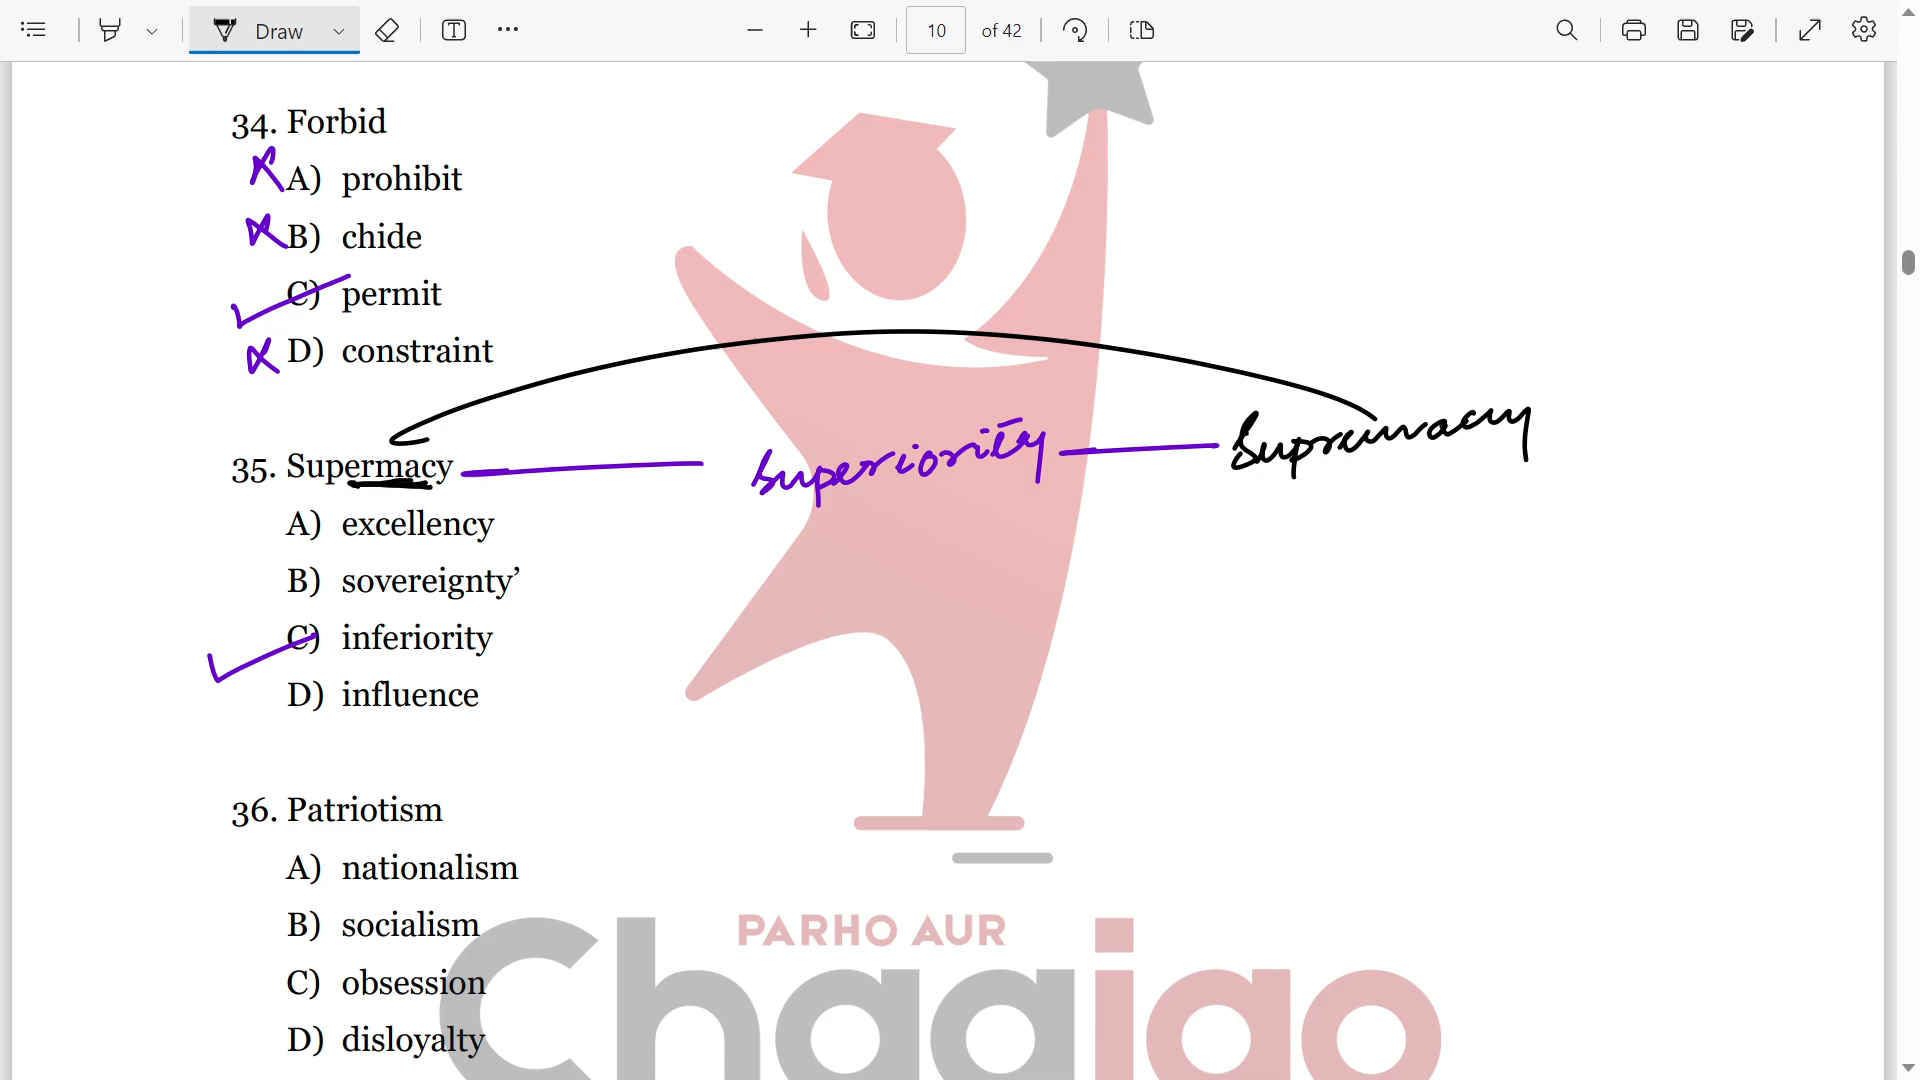 Draw
10 of 42
34. Forbid
A) prohibit
B) chide
C) permit
D) constraint
35. Supermacy superiority Supremacy
A) excellency
B) sovereignty’
C) inferiority
D) influence
36. Patriotism
A) nationalism
B) socialism
C) obsession
D) disloyalty
PARHO AUR
Chaajao